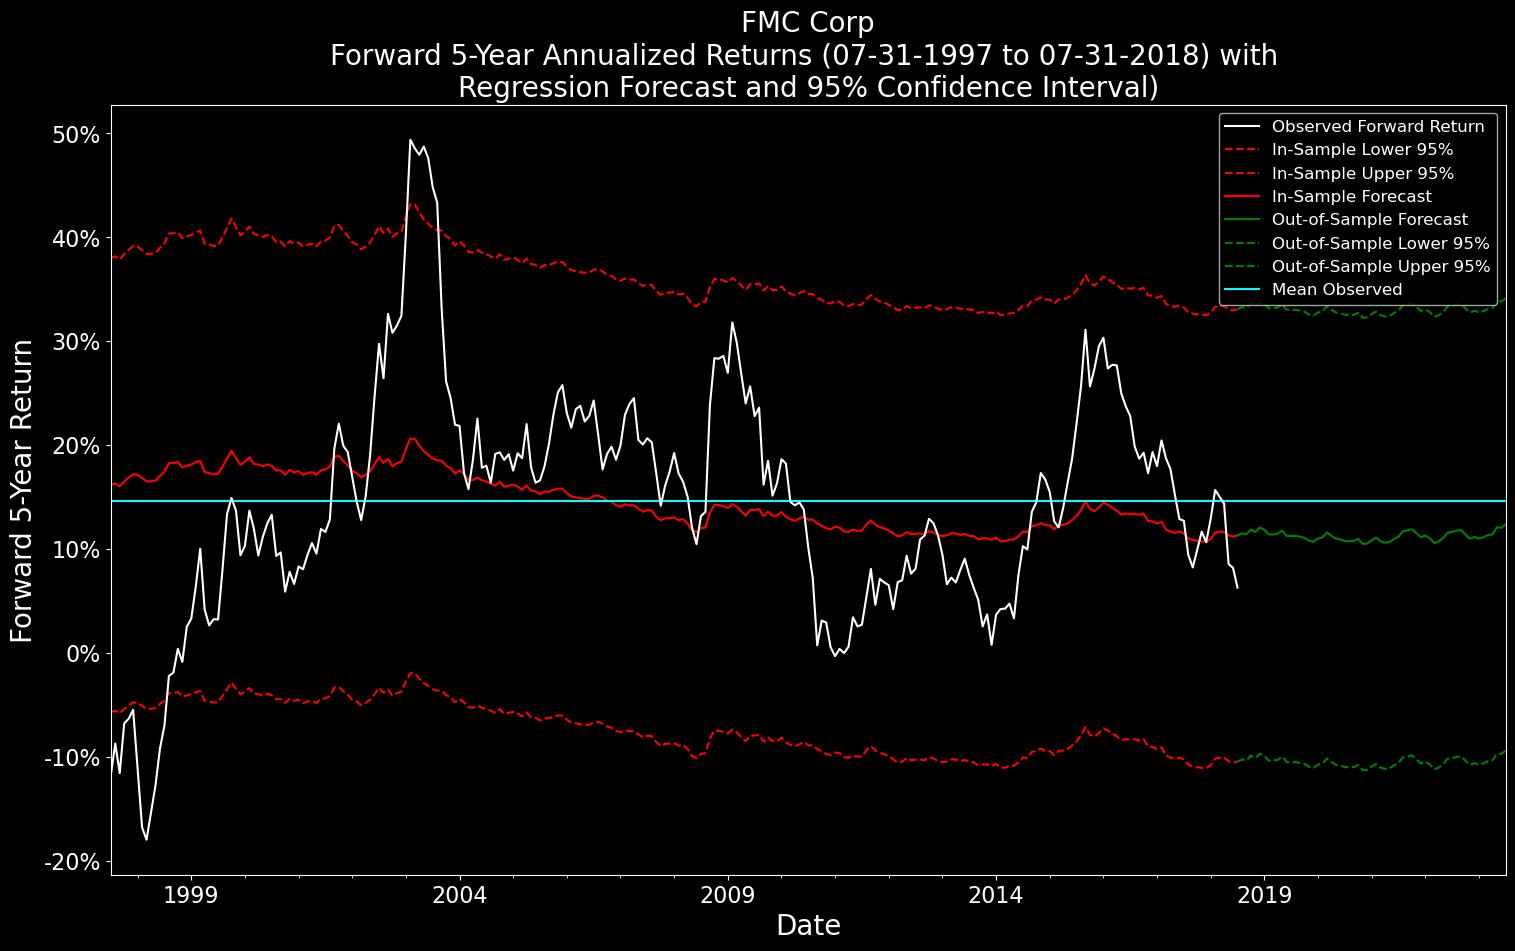 FMC Corp
Forward 5-Year Annualized Returns (07-31-1997 to 07-31-2018) with
Regression Forecast and 95% Confidence Interval)
Observed Forward Return
In-Sample Lower 95%
In-Sample Upper 95%
In-Sample Forecast
Out-of-Sample Forecast
Out-of-Sample Lower 95%
Out-of-Sample Upper 95%
Mean Observed
Forward 5-Year Return
50%
40%
30%
20%
10%
0%
-10%
-20%
1999
2004
2009
2014
2019
Date